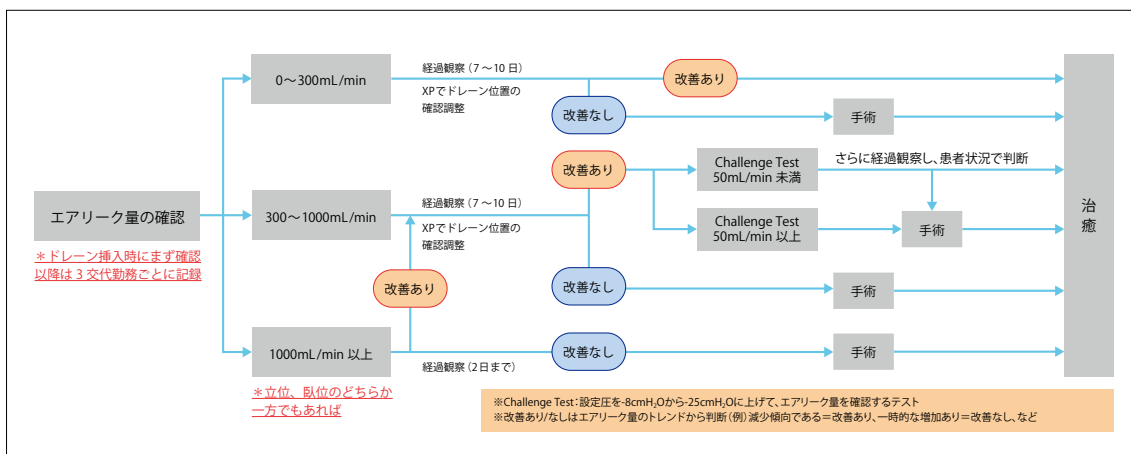 エアリーク量の確認
＊ドレーン挿入時にまず確認
以降は 3 交代勤務ごとに記録
0～300mL/min
経過観察（7 ～ 10 日）
XPでドレーン位置の
確認調整
改善あり
改善なし
手術
300～1000mL/min
経過観察（7 ～ 10 日）
XPでドレーン位置の
確認調整
改善あり
Challenge Test
50mL/min 未満
さらに経過観察し、患者状況で判断
Challenge Test
50mL/min 以上
手術
改善なし
手術
改善あり
1000mL/min 以上
＊立位、臥位のどちらか
一方でもあれば
経過観察（2日まで）
改善なし
手術
治
癒
※Challenge Test：設定圧を-8cmH₂Oから-25cmH₂Oに上げて、エアリーク量を確認するテスト
※改善あり/なしはエアリーク量のトレンドから判断（例）減少傾向である＝改善あり、一時的な増加あり＝改善なし、など